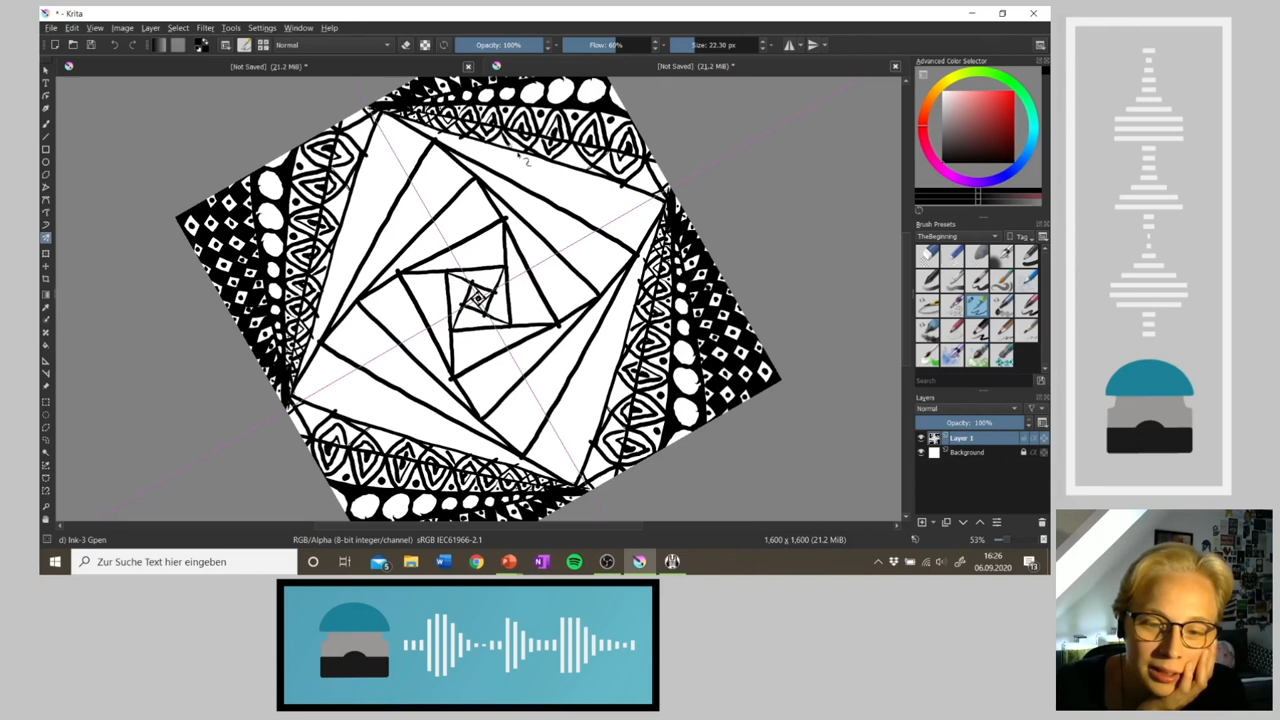 * - Krita
File Edit View Image Layer Select Filter Tools Settings Window Help
Normal Opacity: 100% Flow: 60% Size: 22.30 px
[Not Saved] (21.2 MiB) * [Not Saved] (21.2 MiB) *
Advanced Color Selector
Brush Presets
TheBeginning Tag
Search
Layers
Normal
Opacity: 100%
Layer 1
Background
d) Ink-3 Gpen RGB/Alpha (8-bit integer/channel) sRGB IEC61966-2.1 1,600 x 1,600 (21.2 MiB) 53%
Zur Suche Text hier eingeben
5
16:26
06.09.2020
13